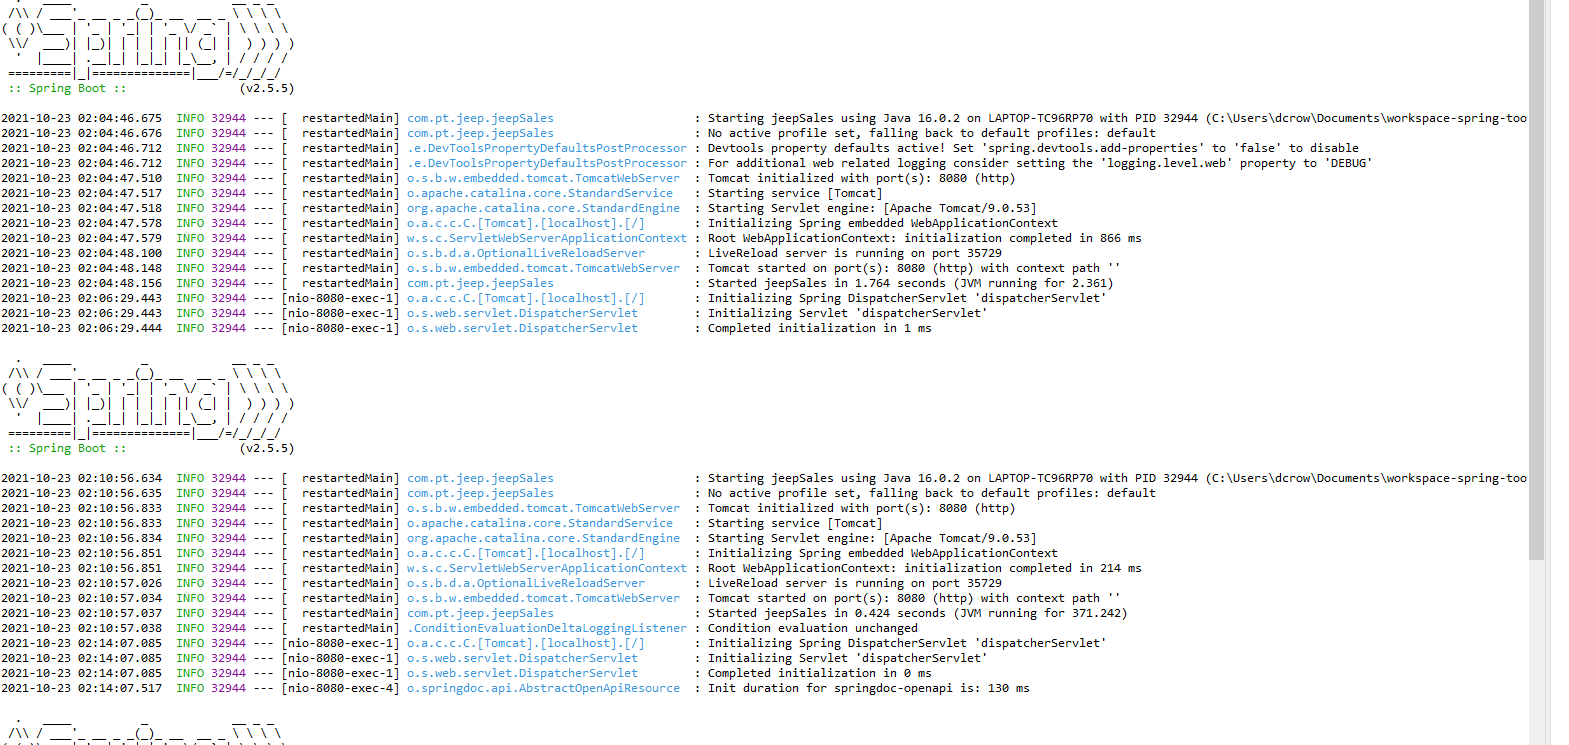 .   ____          _            __ _ _
 /\\ / ___'_ __ _ _(_)_ __  __ _ \ \ \ \
( ( )\___ | '_ | '_| | '_ \/ _` | \ \ \ \
 \\/  ___)| |_)| | | | | || (_| |  ) ) ) )
  '  |____| .__|_| |_|_| |_\__, | / / / /
 =========|_|==============|___/=/_/_/_/
 :: Spring Boot ::                (v2.5.5)
2021-10-23 02:04:46.675  INFO 32944 --- [  restartedMain] com.pt.jeep.jeepSales                    : Starting jeepSales using Java 16.0.2 on LAPTOP-TC96RP70 with PID 32944 (C:\Users\dcrow\Documents\workspace-spring-too
2021-10-23 02:04:46.676  INFO 32944 --- [  restartedMain] com.pt.jeep.jeepSales                    : No active profile set, falling back to default profiles: default
2021-10-23 02:04:46.712  INFO 32944 --- [  restartedMain] .e.DevToolsPropertyDefaultsPostProcessor : Devtools property defaults active! Set 'spring.devtools.add-properties' to 'false' to disable
2021-10-23 02:04:46.712  INFO 32944 --- [  restartedMain] .e.DevToolsPropertyDefaultsPostProcessor : For additional web related logging consider setting the 'logging.level.web' property to 'DEBUG'
2021-10-23 02:04:47.510  INFO 32944 --- [  restartedMain] o.s.b.w.embedded.tomcat.TomcatWebServer  : Tomcat initialized with port(s): 8080 (http)
2021-10-23 02:04:47.517  INFO 32944 --- [  restartedMain] o.apache.catalina.core.StandardService   : Starting service [Tomcat]
2021-10-23 02:04:47.518  INFO 32944 --- [  restartedMain] org.apache.catalina.core.StandardEngine  : Starting Servlet engine: [Apache Tomcat/9.0.53]
2021-10-23 02:04:47.578  INFO 32944 --- [  restartedMain] o.a.c.c.C.[Tomcat].[localhost].[/]       : Initializing Spring embedded WebApplicationContext
2021-10-23 02:04:47.579  INFO 32944 --- [  restartedMain] w.s.c.ServletWebServerApplicationContext : Root WebApplicationContext: initialization completed in 866 ms
2021-10-23 02:04:48.100  INFO 32944 --- [  restartedMain] o.s.b.d.a.OptionalLiveReloadServer       : LiveReload server is running on port 35729
2021-10-23 02:04:48.148  INFO 32944 --- [  restartedMain] o.s.b.w.embedded.tomcat.TomcatWebServer  : Tomcat started on port(s): 8080 (http) with context path ''
2021-10-23 02:04:48.156  INFO 32944 --- [  restartedMain] com.pt.jeep.jeepSales                    : Started jeepSales in 1.764 seconds (JVM running for 2.361)
2021-10-23 02:06:29.443  INFO 32944 --- [nio-8080-exec-1] o.a.c.c.C.[Tomcat].[localhost].[/]       : Initializing Spring DispatcherServlet 'dispatcherServlet'
2021-10-23 02:06:29.443  INFO 32944 --- [nio-8080-exec-1] o.s.web.servlet.DispatcherServlet        : Initializing Servlet 'dispatcherServlet'
2021-10-23 02:06:29.444  INFO 32944 --- [nio-8080-exec-1] o.s.web.servlet.DispatcherServlet        : Completed initialization in 1 ms
  .   ____          _            __ _ _
 /\\ / ___'_ __ _ _(_)_ __  __ _ \ \ \ \
( ( )\___ | '_ | '_| | '_ \/ _` | \ \ \ \
 \\/  ___)| |_)| | | | | || (_| |  ) ) ) )
  '  |____| .__|_| |_|_| |_\__, | / / / /
 =========|_|==============|___/=/_/_/_/
 :: Spring Boot ::                (v2.5.5)
2021-10-23 02:10:56.634  INFO 32944 --- [  restartedMain] com.pt.jeep.jeepSales                    : Starting jeepSales using Java 16.0.2 on LAPTOP-TC96RP70 with PID 32944 (C:\Users\dcrow\Documents\workspace-spring-too
2021-10-23 02:10:56.635  INFO 32944 --- [  restartedMain] com.pt.jeep.jeepSales                    : No active profile set, falling back to default profiles: default
2021-10-23 02:10:56.833  INFO 32944 --- [  restartedMain] o.s.b.w.embedded.tomcat.TomcatWebServer  : Tomcat initialized with port(s): 8080 (http)
2021-10-23 02:10:56.833  INFO 32944 --- [  restartedMain] o.apache.catalina.core.StandardService   : Starting service [Tomcat]
2021-10-23 02:10:56.834  INFO 32944 --- [  restartedMain] org.apache.catalina.core.StandardEngine  : Starting Servlet engine: [Apache Tomcat/9.0.53]
2021-10-23 02:10:56.851  INFO 32944 --- [  restartedMain] o.a.c.c.C.[Tomcat].[localhost].[/]       : Initializing Spring embedded WebApplicationContext
2021-10-23 02:10:56.851  INFO 32944 --- [  restartedMain] w.s.c.ServletWebServerApplicationContext : Root WebApplicationContext: initialization completed in 214 ms
2021-10-23 02:10:57.026  INFO 32944 --- [  restartedMain] o.s.b.d.a.OptionalLiveReloadServer       : LiveReload server is running on port 35729
2021-10-23 02:10:57.034  INFO 32944 --- [  restartedMain] o.s.b.w.embedded.tomcat.TomcatWebServer  : Tomcat started on port(s): 8080 (http) with context path ''
2021-10-23 02:10:57.037  INFO 32944 --- [  restartedMain] com.pt.jeep.jeepSales                    : Started jeepSales in 0.424 seconds (JVM running for 371.242)
2021-10-23 02:10:57.038  INFO 32944 --- [  restartedMain] .ConditionEvaluationDeltaLoggingListener : Condition evaluation unchanged
2021-10-23 02:14:07.085  INFO 32944 --- [nio-8080-exec-1] o.a.c.c.C.[Tomcat].[localhost].[/]       : Initializing Spring DispatcherServlet 'dispatcherServlet'
2021-10-23 02:14:07.085  INFO 32944 --- [nio-8080-exec-1] o.s.web.servlet.DispatcherServlet        : Initializing Servlet 'dispatcherServlet'
2021-10-23 02:14:07.085  INFO 32944 --- [nio-8080-exec-1] o.s.web.servlet.DispatcherServlet        : Completed initialization in 0 ms
2021-10-23 02:14:07.517  INFO 32944 --- [nio-8080-exec-4] o.springdoc.api.AbstractOpenApiResource  : Init duration for springdoc-openapi is: 130 ms
  .   ____          _            __ _ _
 /\\ / ___'_ __ _ _(_)_ __  __ _ \ \ \ \